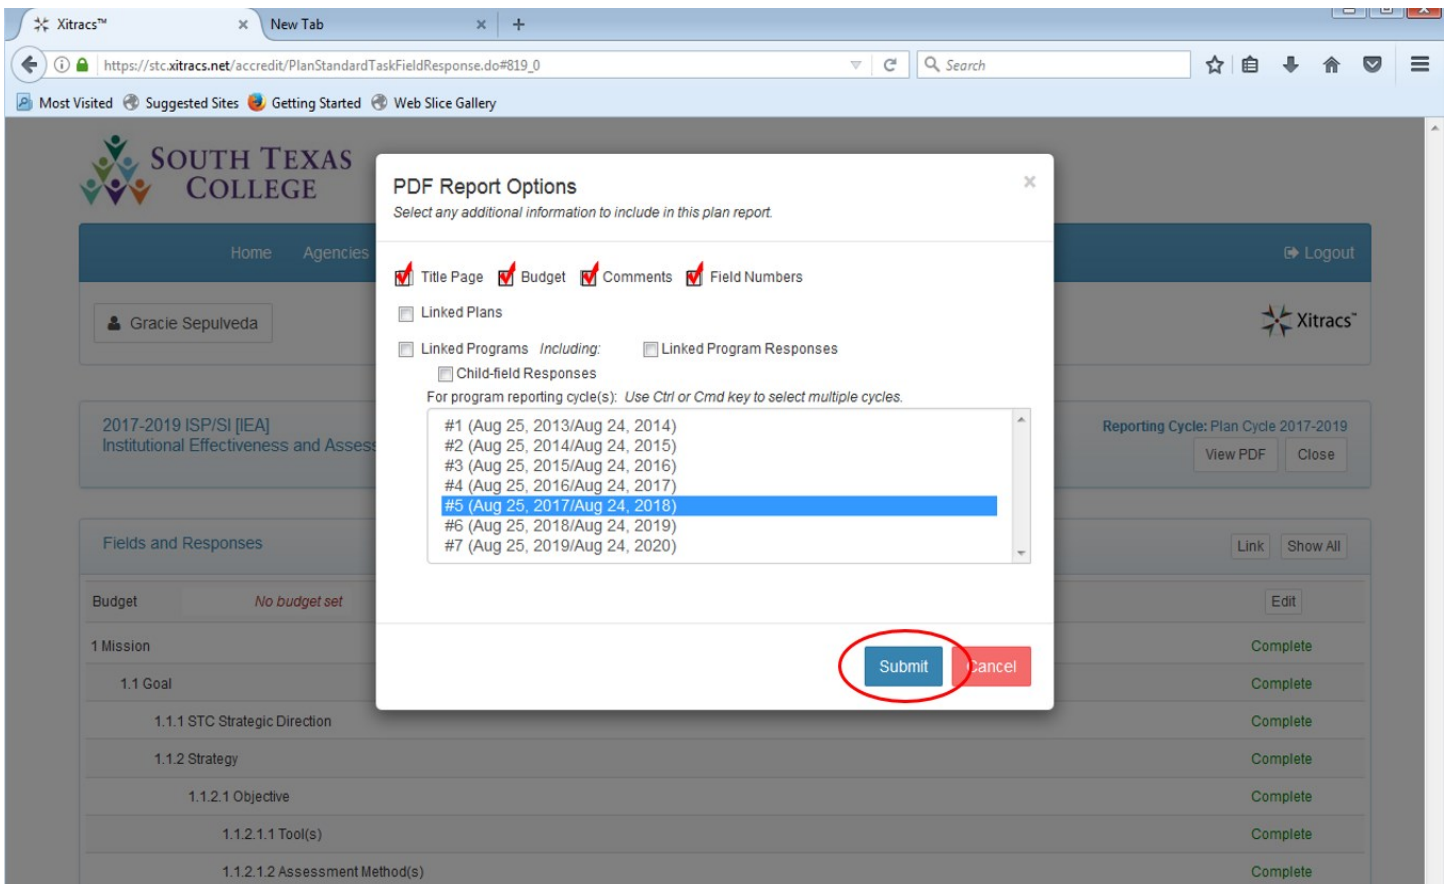 Xitracs™ × New Tab × +
https://stc.xitracs.net/accredit/PlanStandardTaskFieldResponse.do#819_0 Search
Most Visited Suggested Sites Getting Started Web Slice Gallery
SOUTH TEXAS
COLLEGE
Home Agencies Logout
Gracie Sepulveda Xitracs™
2017-2019 ISP/SI [IEA]
Institutional Effectiveness and Assess
Reporting Cycle: Plan Cycle 2017-2019
View PDF Close
PDF Report Options ×
Select any additional information to include in this plan report.
Title Page Budget Comments Field Numbers
Linked Plans
Linked Programs Including: Linked Program Responses
Child-field Responses
For program reporting cycle(s): Use Ctrl or Cmd key to select multiple cycles.
#1 (Aug 25, 2013/Aug 24, 2014)
#2 (Aug 25, 2014/Aug 24, 2015)
#3 (Aug 25, 2015/Aug 24, 2016)
#4 (Aug 25, 2016/Aug 24, 2017)
#5 (Aug 25, 2017/Aug 24, 2018)
#6 (Aug 25, 2018/Aug 24, 2019)
#7 (Aug 25, 2019/Aug 24, 2020)
Submit Cancel
Fields and Responses Link Show All
Budget No budget set Edit
1 Mission Complete
1.1 Goal Complete
1.1.1 STC Strategic Direction Complete
1.1.2 Strategy Complete
1.1.2.1 Objective Complete
1.1.2.1.1 Tool(s) Complete
1.1.2.1.2 Assessment Method(s) Complete